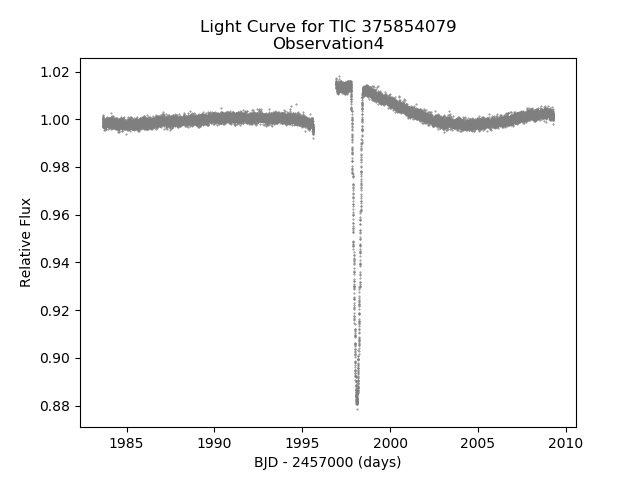 Light Curve for TIC 375854079
Observation4
1.02
1.00
0.98
0.96
0.94
0.92
0.90
0.88
Relative Flux
1985 1990 1995 2000 2005 2010
BJD - 2457000 (days)